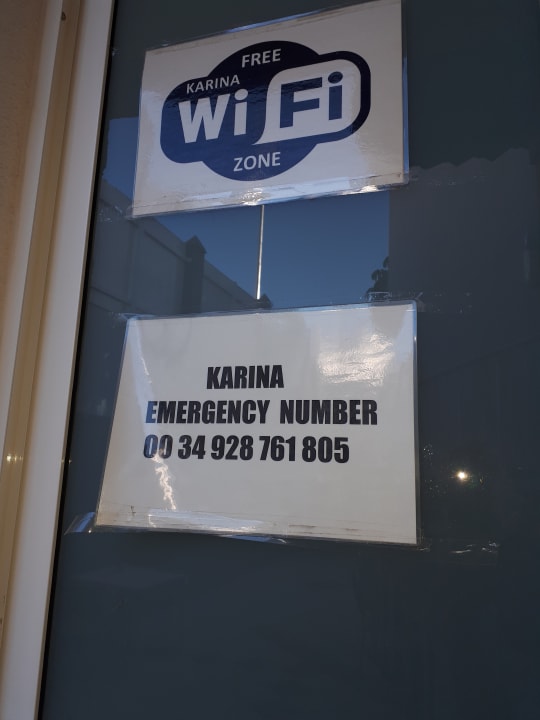 FREE
KARINA
WiFi
ZONE
KARINA
EMERGENCY NUMBER
00 34 928 761 805